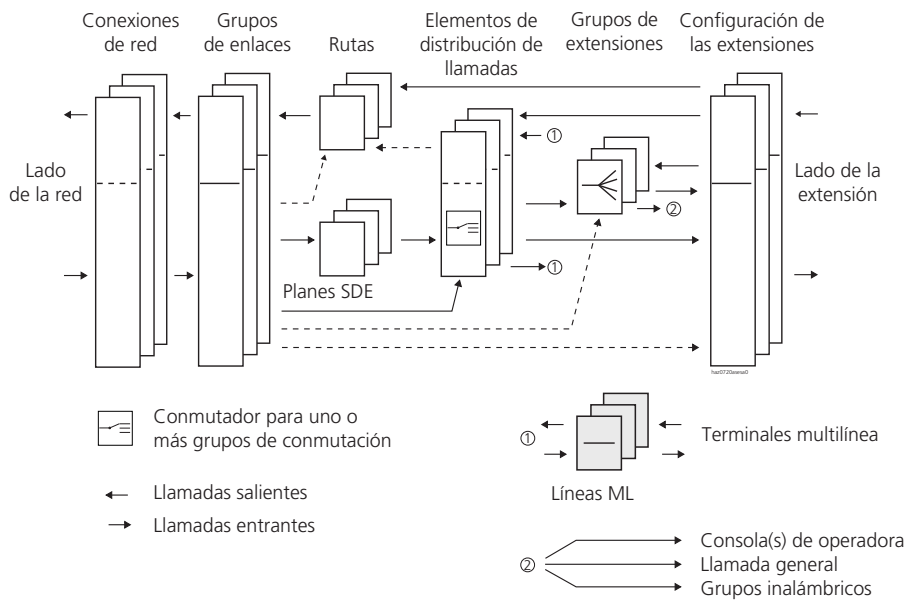 Conexiones
de red
Grupos
de enlaces
Rutas
Elementos de
distribución de
llamadas
Grupos de
extensiones
Configuración de
las extensiones
①
Lado
de la red
Lado de la
extensión
②
①
Planes SDE
haz0720aaesa0
Conmutador para uno o
más grupos de conmutación
①
Terminales multilínea
Líneas ML
Llamadas salientes
Llamadas entrantes
②
Consola(s) de operadora
Llamada general
Grupos inalámbricos